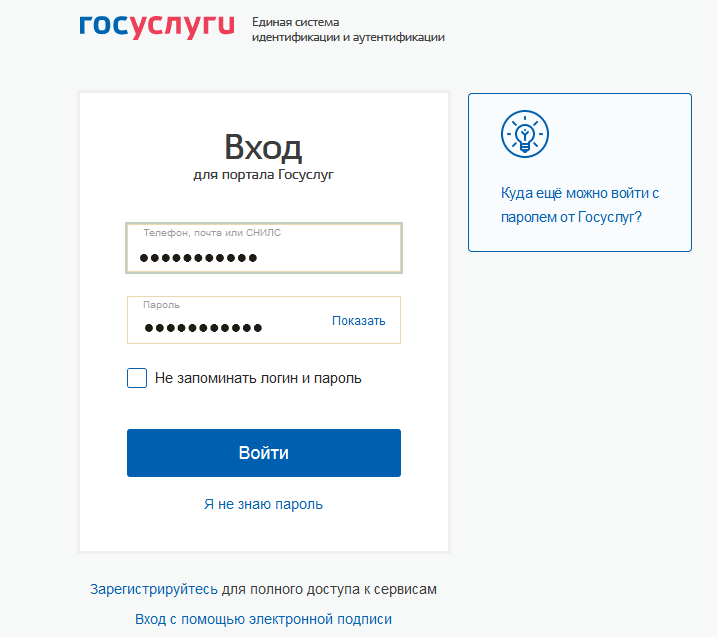 госуслуги
Единая система
идентификации и аутентификации
Вход
для портала Госуслуг
Телефон, почта или СНИЛС
●●●●●●●●●●●
Пароль
●●●●●●●●●●●
Показать
Не запоминать логин и пароль
Войти
Я не знаю пароль
Куда ещё можно войти с
паролем от Госуслуг?
Зарегистрируйтесь для полного доступа к сервисам
Вход с помощью электронной подписи